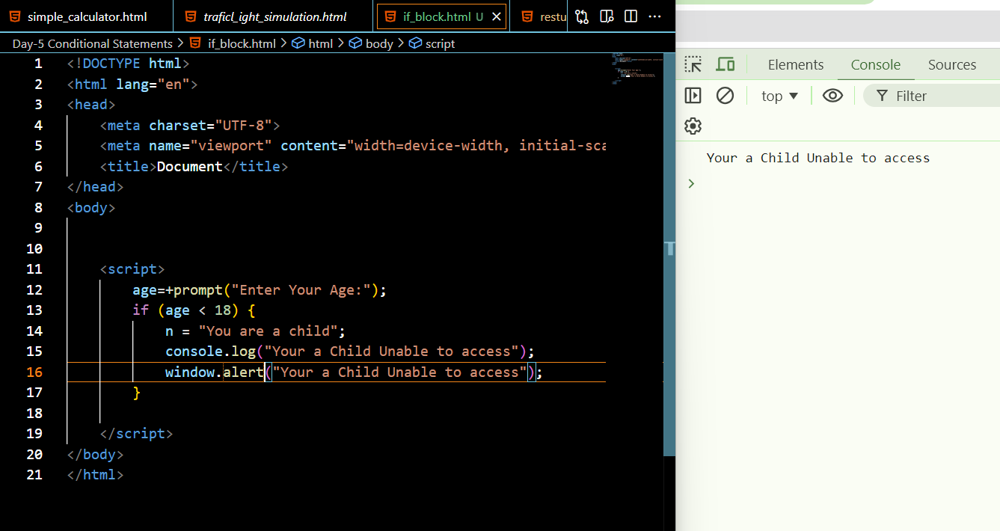 simple_calculator.html traficl_ight_simulation.html if_block.html U restu
Day-5 Conditional Statements > if_block.html > html > body > script
1 <!DOCTYPE html>
2 <html lang="en">
3 <head>
4 <meta charset="UTF-8">
5 <meta name="viewport" content="width=device-width, initial-sca
6 <title>Document</title>
7 </head>
8 <body>
9
10
11 <script>
12 age=+prompt("Enter Your Age:");
13 if (age < 18) {
14 n = "You are a child";
15 console.log("Your a Child Unable to access");
16 window.alert("Your a Child Unable to access");
17 }
18
19 </script>
20 </body>
21 </html>
Elements Console Sources
top Filter
Your a Child Unable to access
>